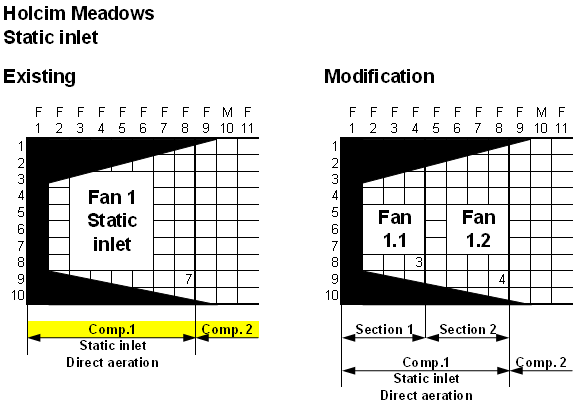 Holcim Meadows
Static inlet
Existing
Modification
F F F F F F F F F M F
1 2 3 4 5 6 7 8 9 10 11
1
2
3
4
5
6
7
8
9
10
Fan 1
Static
inlet
7
Comp.1
Comp. 2
Static inlet
Direct aeration
F F F F F F F F F M F
1 2 3 4 5 6 7 8 9 10 11
1
2
3
4
5
6
7
8
9
10
Fan
1.1
Fan
1.2
3
4
Section 1
Section 2
Comp.1
Comp. 2
Static inlet
Direct aeration